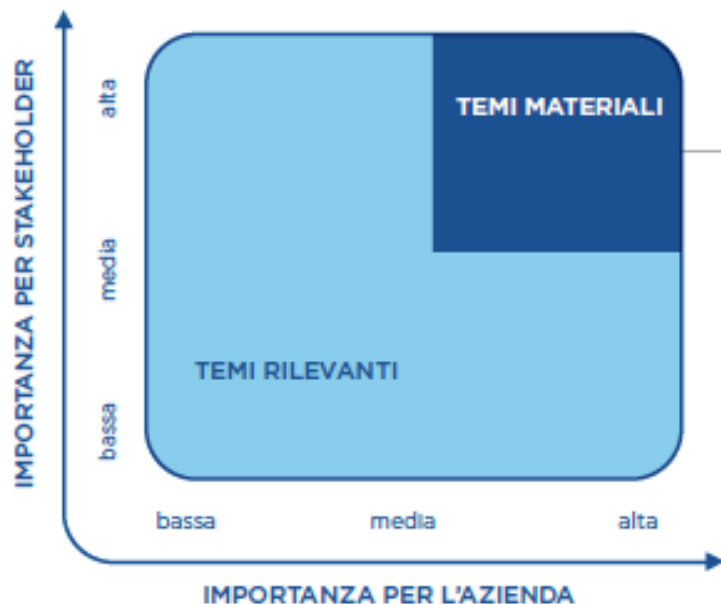 IMPORTANZA PER STAKEHOLDER
alta
media
bassa
TEMI MATERIALI
TEMI RILEVANTI
bassa media alta
IMPORTANZA PER L'AZIENDA